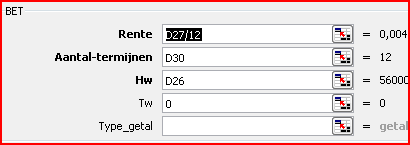 BET
Rente D27/12 = 0,004
Aantal-termijnen D30 = 12
Hw D26 = 56000
Tw 0 = 0
Type_getal = getal